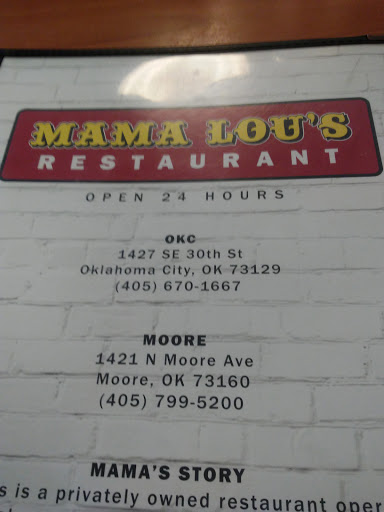 MAMA LOU'S
RESTAURANT
OPEN 24 HOURS
OKC
1427 SE 30th St
Oklahoma City, OK 73129
(405) 670-1667
MOORE
1421 N Moore Ave
Moore, OK 73160
(405) 799-5200
MAMA'S STORY
is a privately owned restaurant